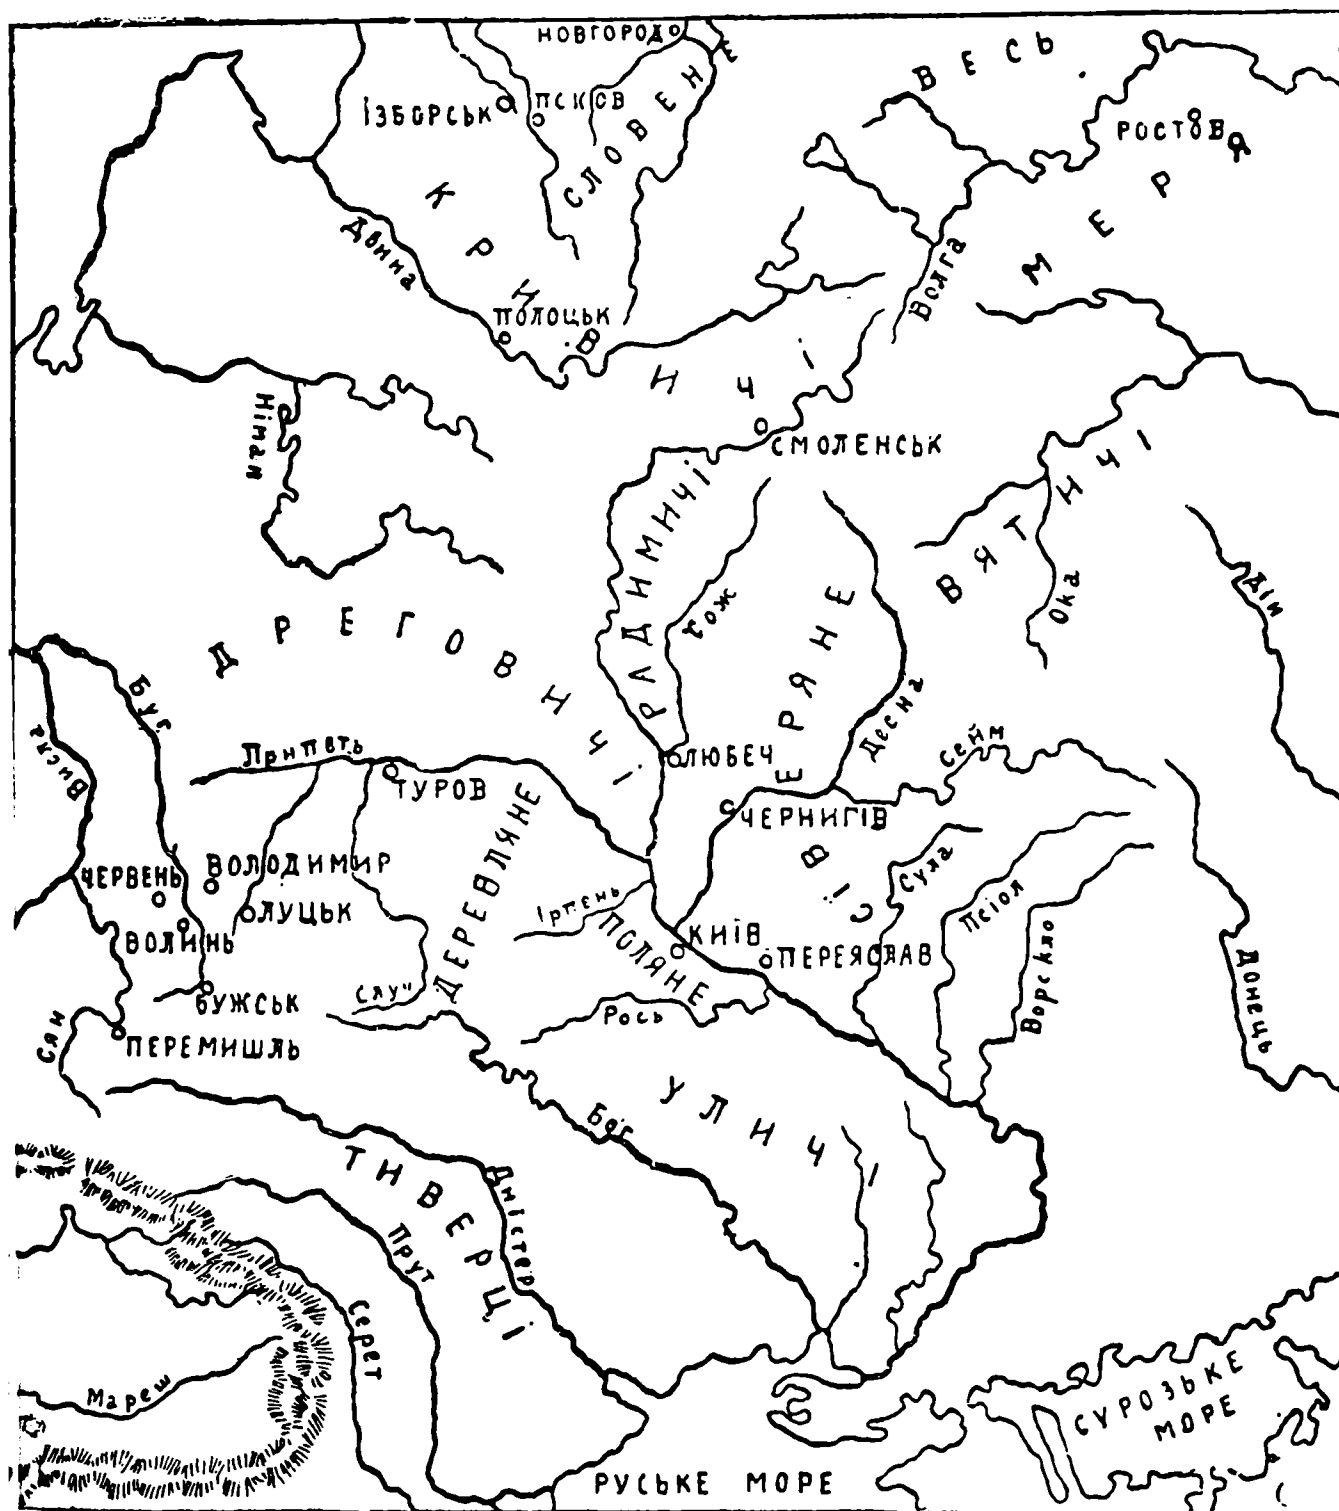 НОВГОРОД
ВЕСЬ
ІЗБОРСЬК
ПСКОВ
СЛОВЕНЕ
РОСТОВ
МЕРЯ
КРИВИЧІ
Двина
Волга
ПОЛОЦЬК
Німан
СМОЛЕНСЬК
РАДИМИЧІ
ВЯТИЧІ
Ока
Дін
ДРЕГОВИЧІ
СІВЕРЯНЕ
Десна
Сейм
Висла
Буг
Припеть
ТУРОВ
ЛЮБЕЧ
ЧЕРНИГІВ
ДЕРЕВЛЯНЕ
ЧЕРВЕНЬ
ВОЛОДИМИР
ЛУЦЬК
ВОЛИНЬ
Ірпень
ПОЛЯНЕ
КИЇВ
ПЕРЕЯСЛАВ
Сула
Псіол
Ворскло
Донець
БУЖСЬК
Случ
Рось
Сян
ПЕРЕМИШЛЬ
УЛИЧІ
Бог
ТИВЕРЦІ
Дністер
Прут
Серет
Мареш
СУРОЗЬКЕ
МОРЕ
РУСЬКЕ МОРЕ